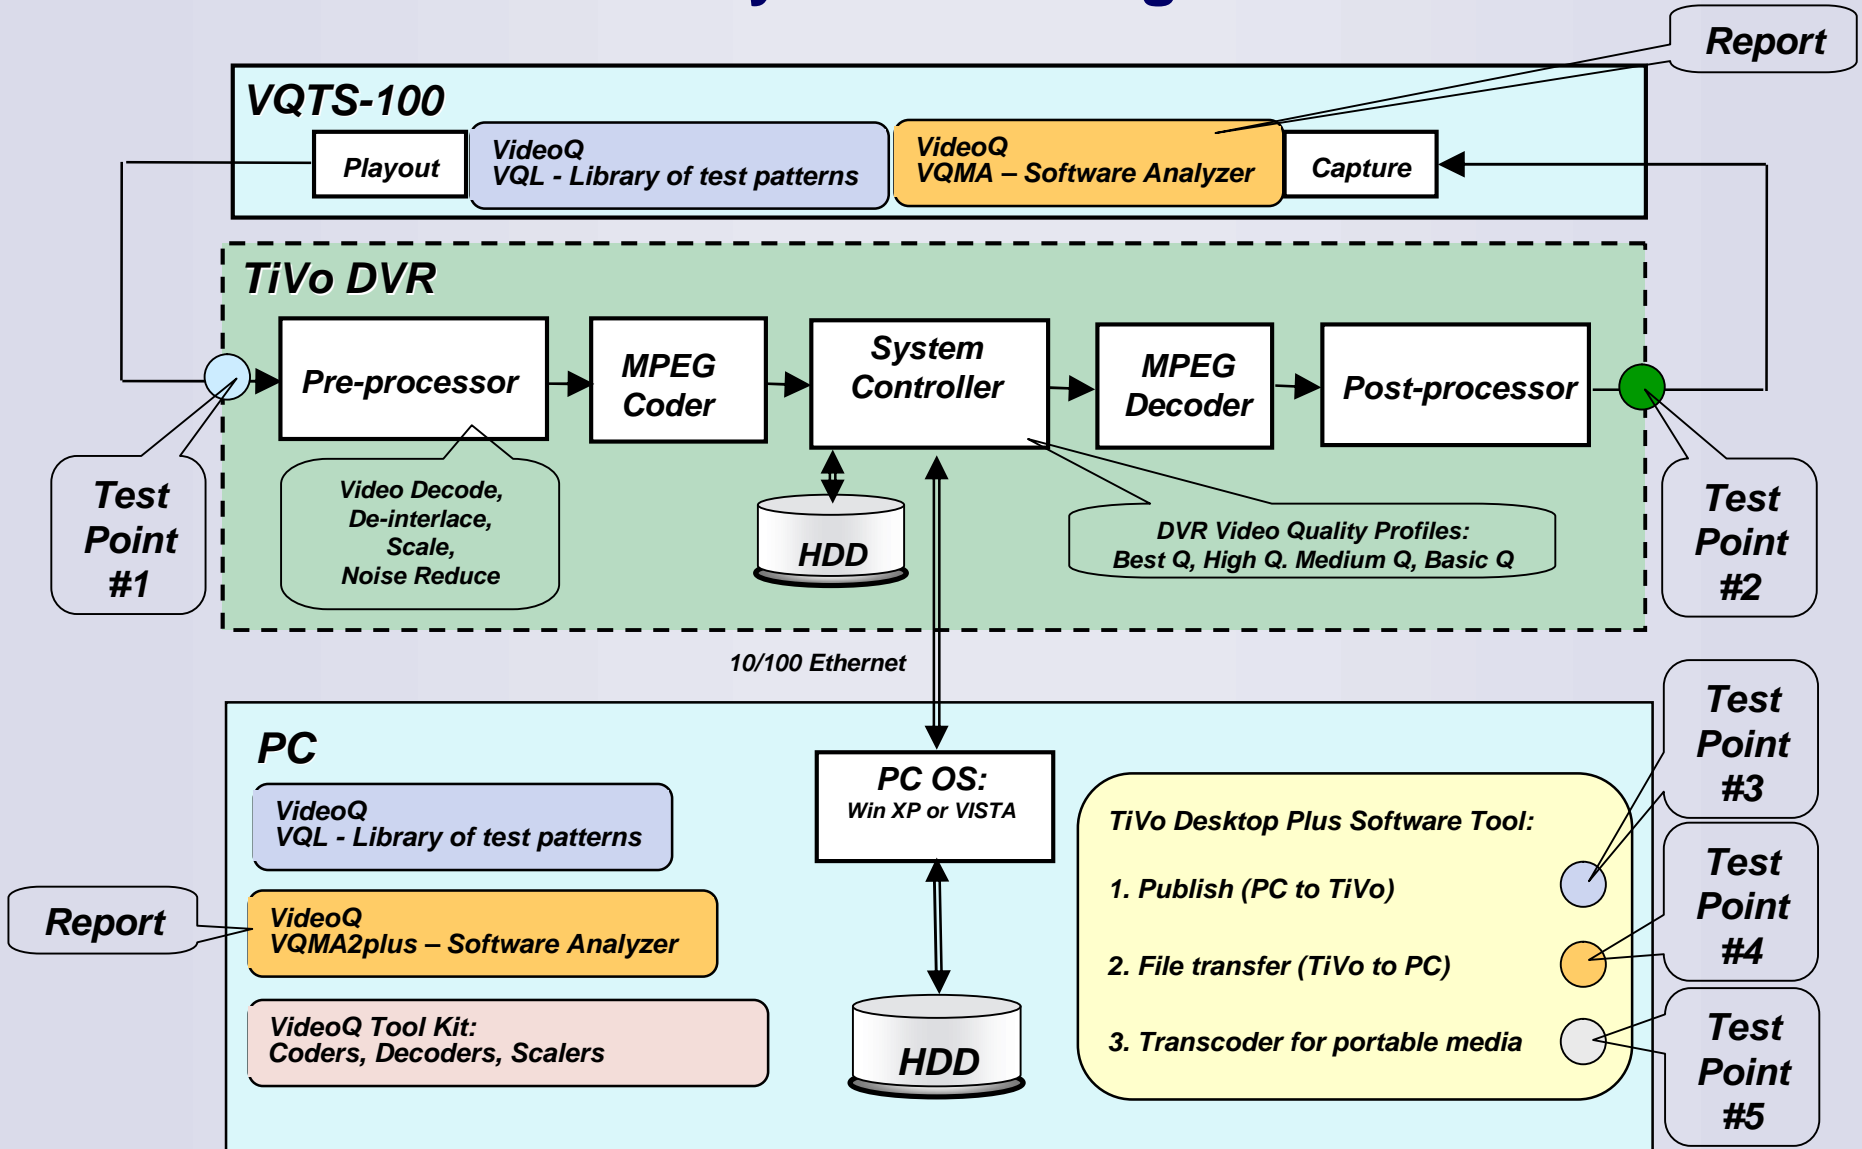 Report
VQTS-100
Playout
VideoQ
VQL - Library of test patterns
VideoQ
VQMA – Software Analyzer
Capture
TiVo DVR
Pre-processor
MPEG
Coder
System
Controller
MPEG
Decoder
Post-processor
Test
Point
#1
Video Decode,
De-interlace,
Scale,
Noise Reduce
HDD
DVR Video Quality Profiles:
Best Q, High Q. Medium Q, Basic Q
Test
Point
#2
10/100 Ethernet
PC
VideoQ
VQL - Library of test patterns
PC OS:
Win XP or VISTA
TiVo Desktop Plus Software Tool:
1. Publish (PC to TiVo)
2. File transfer (TiVo to PC)
3. Transcoder for portable media
Test
Point
#3
Test
Point
#4
Test
Point
#5
Report
VideoQ
VQMA2plus – Software Analyzer
VideoQ Tool Kit:
Coders, Decoders, Scalers
HDD